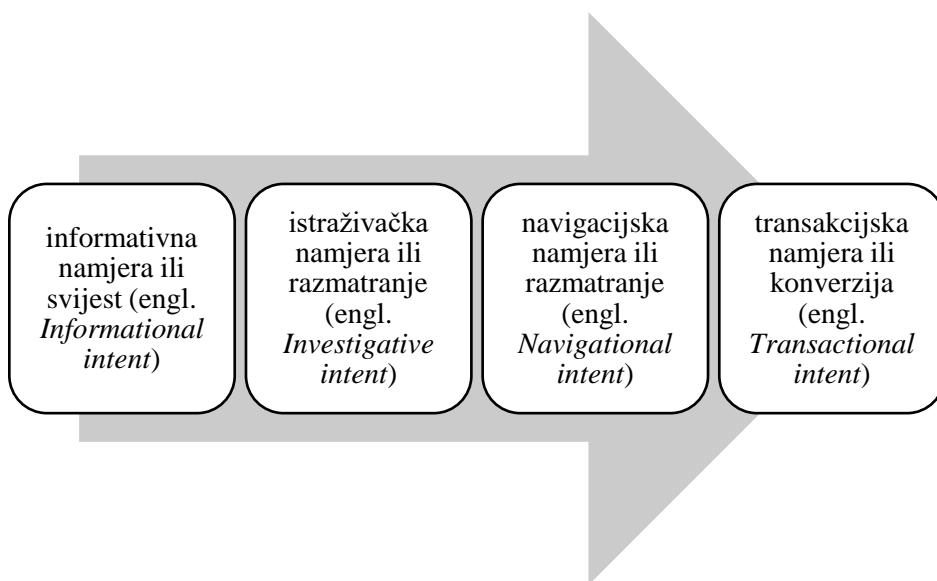 informativna
namjera ili
svijest (engl.
Informational
intent)
istraživačka
namjera ili
razmatranje
(engl.
Investigative
intent)
navigacijska
namjera ili
razmatranje
(engl.
Navigational
intent)
transakcijska
namjera ili
konverzija
(engl.
Transactional
intent)